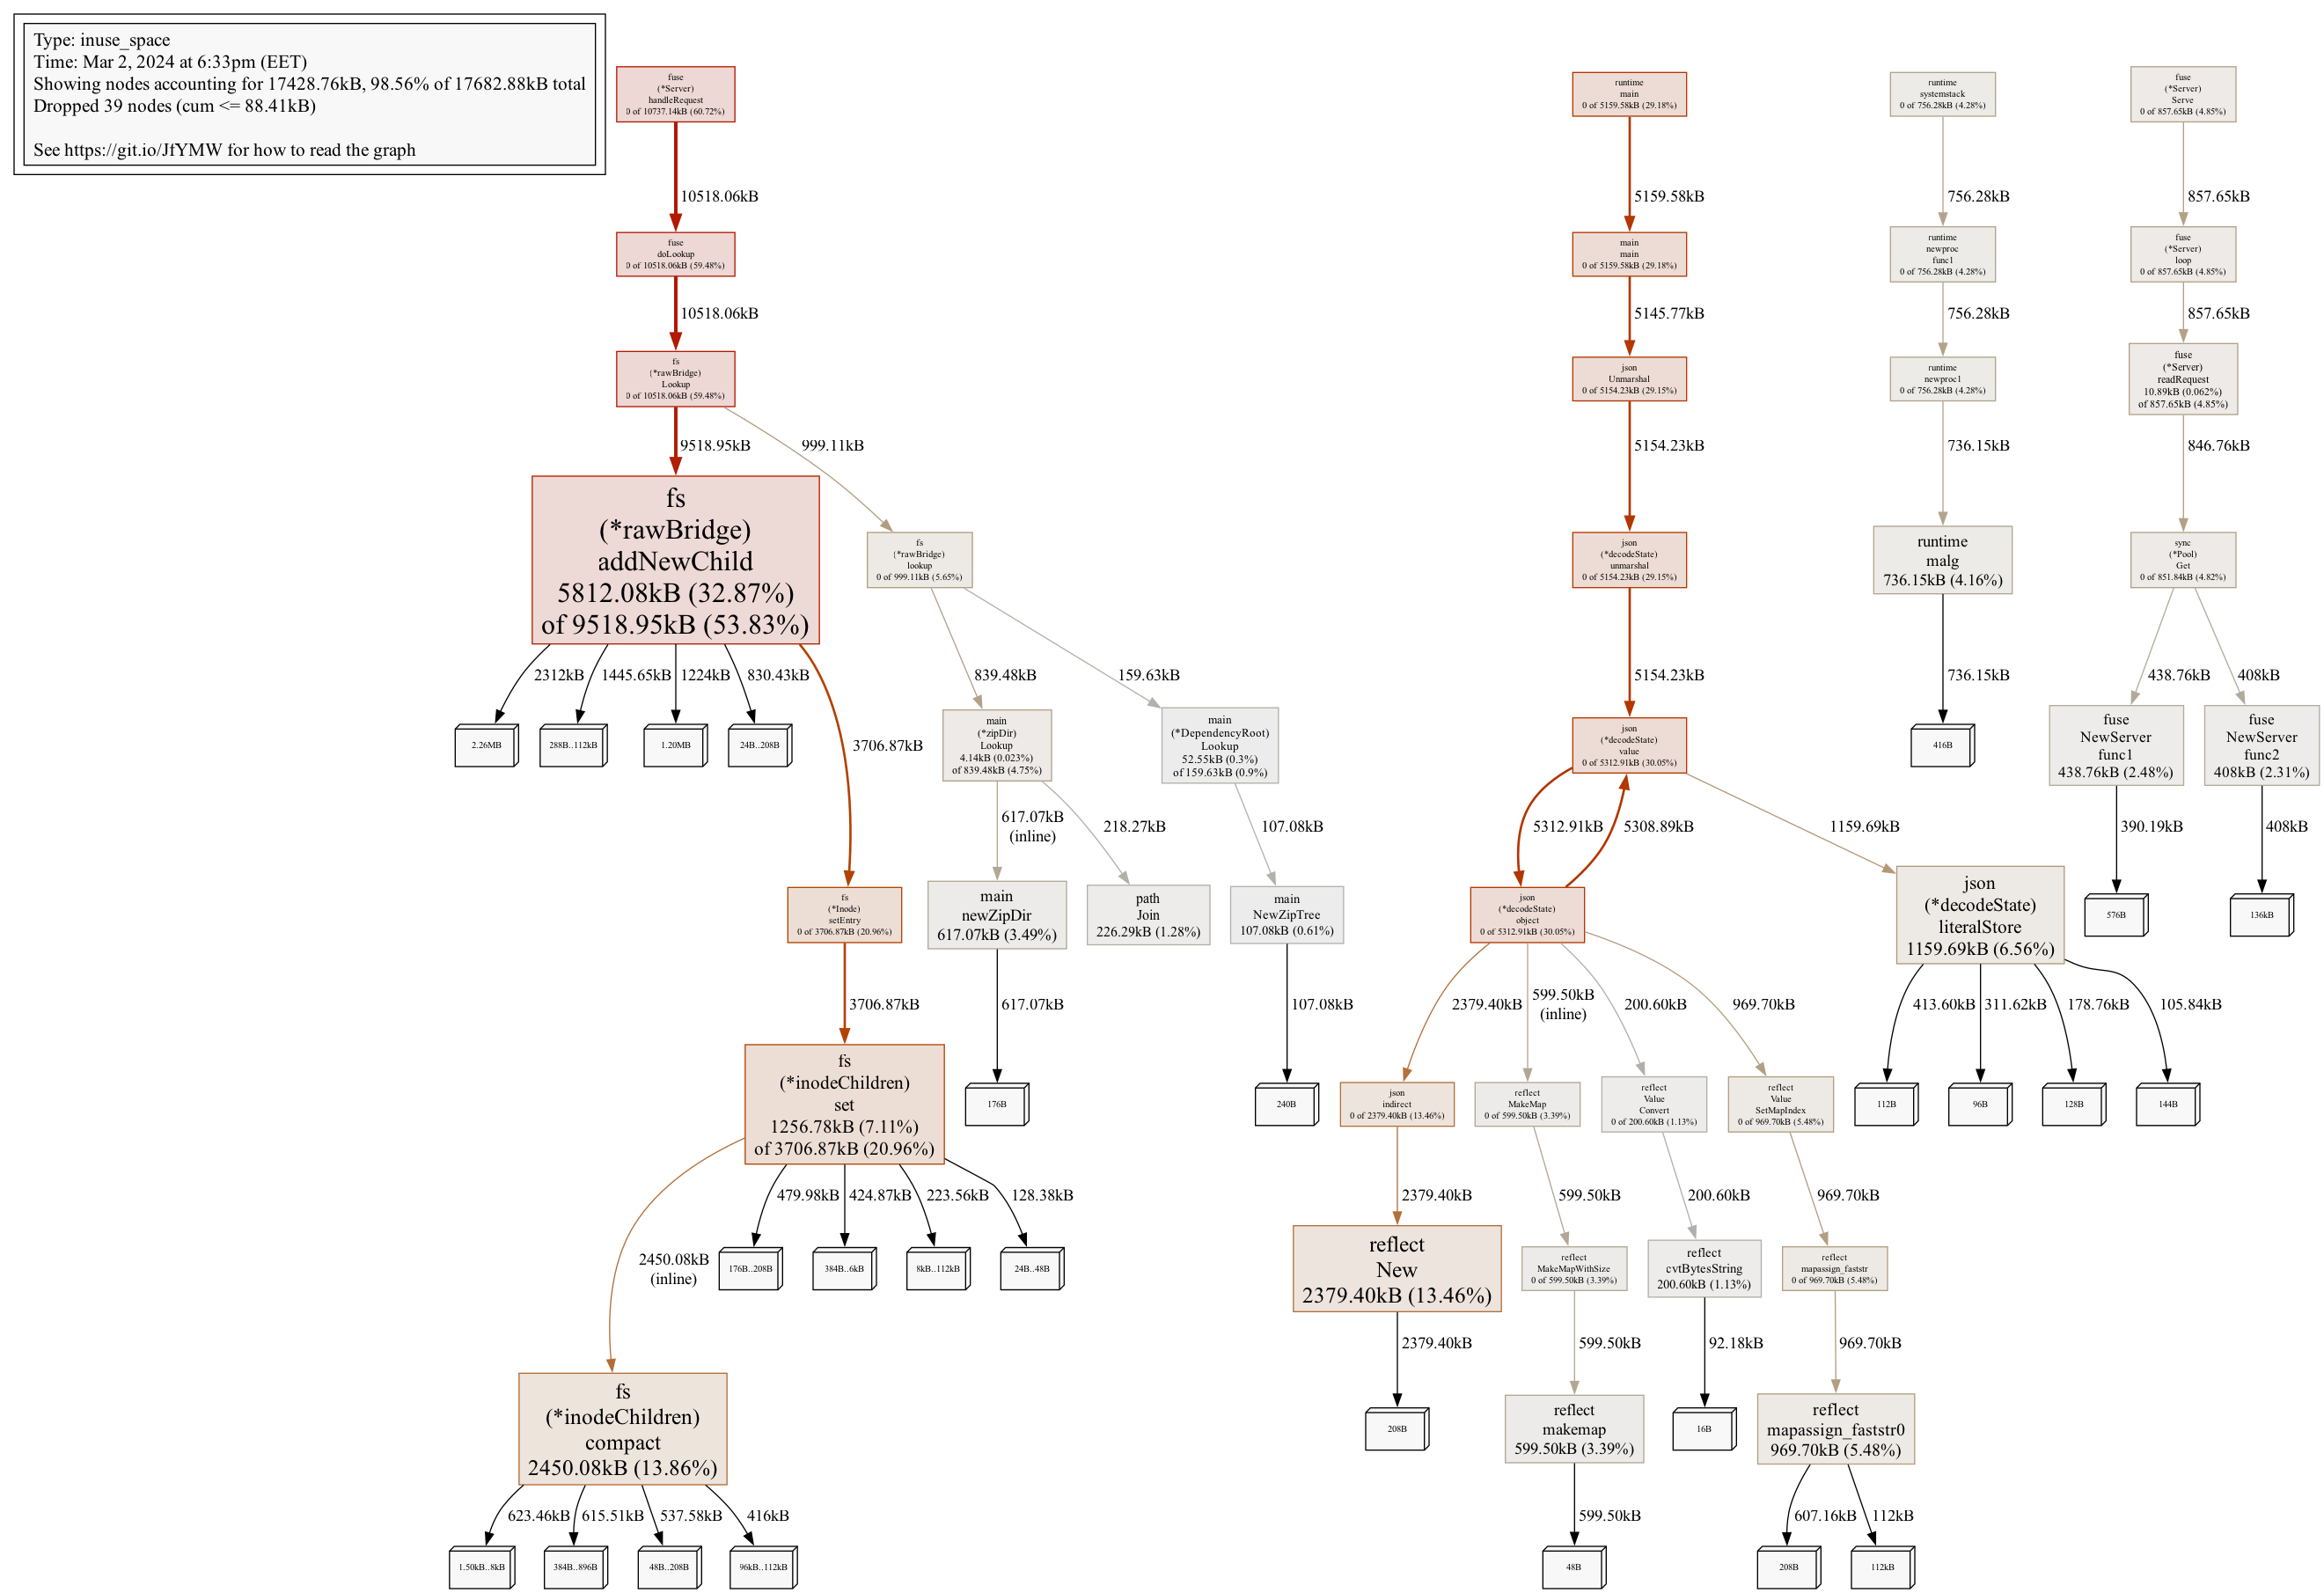 Type: inuse_space
Time: Mar 2, 2024 at 6:33pm (EET)
Showing nodes accounting for 17428.76kB, 98.56% of 17682.88kB total
Dropped 39 nodes (cum <= 88.41kB)
See https://git.io/JfYMW for how to read the graph
fuse
(*Server)
handleRequest
0 of 10737.14kB (60.72%)
10518.06kB
fuse
doLookup
0 of 10518.06kB (59.48%)
10518.06kB
fs
(*rawBridge)
Lookup
0 of 10518.06kB (59.48%)
9518.95kB
999.11kB
fs
(*rawBridge)
addNewChild
5812.08kB (32.87%)
of 9518.95kB (53.83%)
2312kB
1445.65kB
1224kB
830.43kB
3706.87kB
2.26MB
288B..112kB
1.20MB
24B..208B
fs
(*rawBridge)
lookup
0 of 999.11kB (5.65%)
839.48kB
159.63kB
main
(*zipDir)
Lookup
4.14kB (0.023%)
of 839.48kB (4.75%)
617.07kB
(inline)
218.27kB
main
(*DependencyRoot)
Lookup
52.55kB (0.3%)
of 159.63kB (0.9%)
107.08kB
fs
(*Inode)
setEntry
0 of 3706.87kB (20.96%)
3706.87kB
main
newZipDir
617.07kB (3.49%)
617.07kB
176B
path
Join
226.29kB (1.28%)
main
NewZipTree
107.08kB (0.61%)
107.08kB
240B
fs
(*inodeChildren)
set
1256.78kB (7.11%)
of 3706.87kB (20.96%)
2450.08kB
(inline)
479.98kB
424.87kB
223.56kB
128.38kB
176B..208B
384B..6kB
8kB..112kB
24B..48B
fs
(*inodeChildren)
compact
2450.08kB (13.86%)
623.46kB
615.51kB
537.58kB
416kB
1.50kB..8kB
384B..896B
48B..208B
96kB..112kB
runtime
main
0 of 5159.58kB (29.18%)
5159.58kB
main
main
0 of 5159.58kB (29.18%)
5145.77kB
json
Unmarshal
0 of 5154.23kB (29.15%)
5154.23kB
json
(*decodeState)
unmarshal
0 of 5154.23kB (29.15%)
5154.23kB
json
(*decodeState)
value
0 of 5312.91kB (30.05%)
5312.91kB
5308.89kB
1159.69kB
json
(*decodeState)
object
0 of 5312.91kB (30.05%)
2379.40kB
599.50kB
(inline)
200.60kB
969.70kB
json
(*decodeState)
literalStore
1159.69kB (6.56%)
413.60kB
311.62kB
178.76kB
105.84kB
112B
96B
128B
144B
json
indirect
0 of 2379.40kB (13.46%)
2379.40kB
reflect
New
2379.40kB (13.46%)
2379.40kB
208B
reflect
MakeMap
0 of 599.50kB (3.39%)
599.50kB
reflect
MakeMapWithSize
0 of 599.50kB (3.39%)
599.50kB
reflect
makemap
599.50kB (3.39%)
599.50kB
48B
reflect
Value
Convert
0 of 200.60kB (1.13%)
200.60kB
reflect
cvtBytesString
200.60kB (1.13%)
92.18kB
16B
reflect
Value
SetMapIndex
0 of 969.70kB (5.48%)
969.70kB
reflect
mapassign_faststr
0 of 969.70kB (5.48%)
969.70kB
reflect
mapassign_faststr0
969.70kB (5.48%)
607.16kB
112kB
208B
112kB
runtime
systemstack
0 of 756.28kB (4.28%)
756.28kB
runtime
newproc
func1
0 of 756.28kB (4.28%)
756.28kB
runtime
newproc1
0 of 756.28kB (4.28%)
736.15kB
runtime
malg
736.15kB (4.16%)
736.15kB
416B
fuse
(*Server)
Serve
0 of 857.65kB (4.85%)
857.65kB
fuse
(*Server)
loop
0 of 857.65kB (4.85%)
857.65kB
fuse
(*Server)
readRequest
10.89kB (0.062%)
of 857.65kB (4.85%)
846.76kB
sync
(*Pool)
Get
0 of 851.84kB (4.82%)
438.76kB
408kB
fuse
NewServer
func1
438.76kB (2.48%)
390.19kB
576B
fuse
NewServer
func2
408kB (2.31%)
408kB
136kB